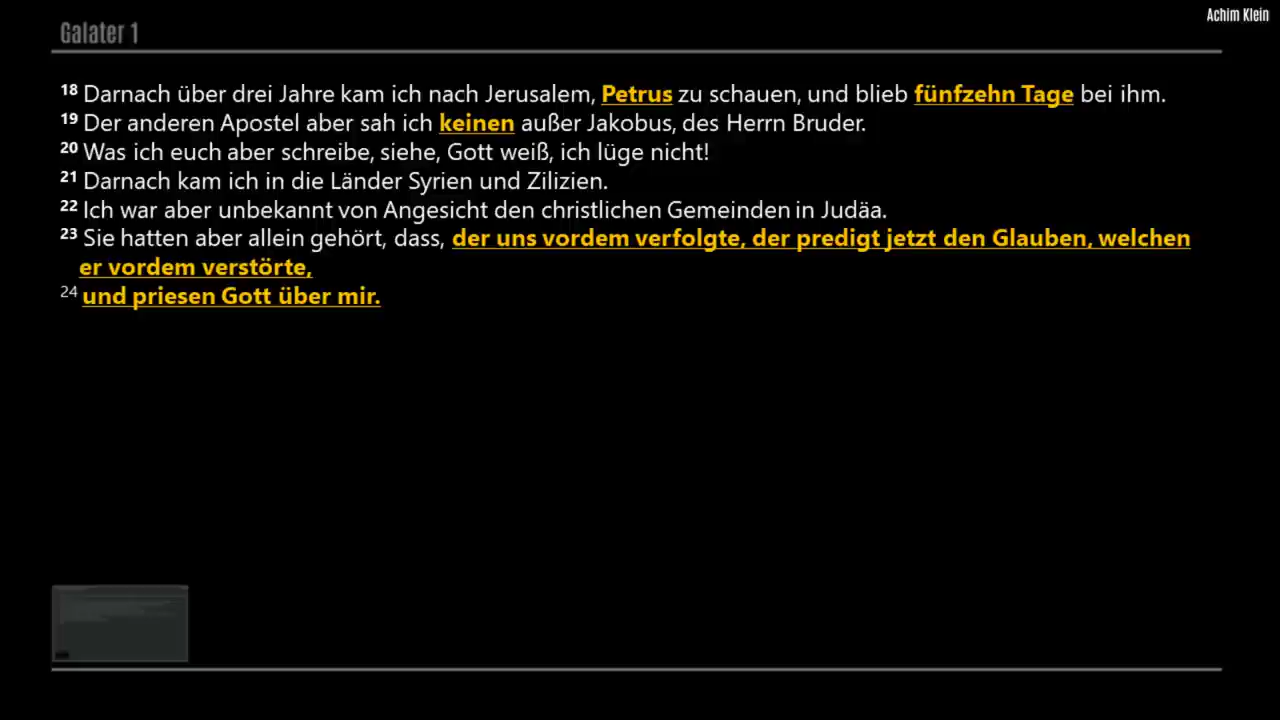 Achim Klein
Galater 1
18 Darnach über drei Jahre kam ich nach Jerusalem, Petrus zu schauen, und blieb fünfzehn Tage bei ihm.
19 Der anderen Apostel aber sah ich keinen außer Jakobus, des Herrn Bruder.
20 Was ich euch aber schreibe, siehe, Gott weiß, ich lüge nicht!
21 Darnach kam ich in die Länder Syrien und Zilizien.
22 Ich war aber unbekannt von Angesicht den christlichen Gemeinden in Judäa.
23 Sie hatten aber allein gehört, dass, der uns vordem verfolgte, der predigt jetzt den Glauben, welchen
er vordem verstörte,
24 und priesen Gott über mir.